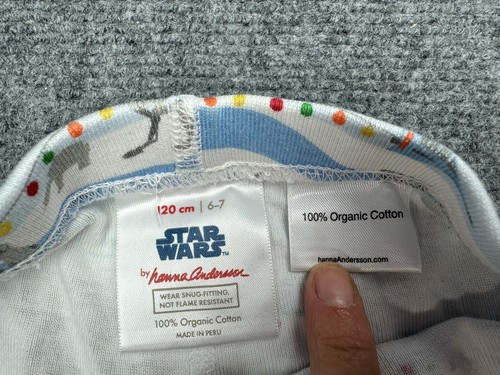 120 cm | 6-7
STAR
WARS™
by hanna Andersson
WEAR SNUG-FITTING,
NOT FLAME RESISTANT
100% Organic Cotton
MADE IN PERU
100% Organic Cotton
hannaAndersson.com